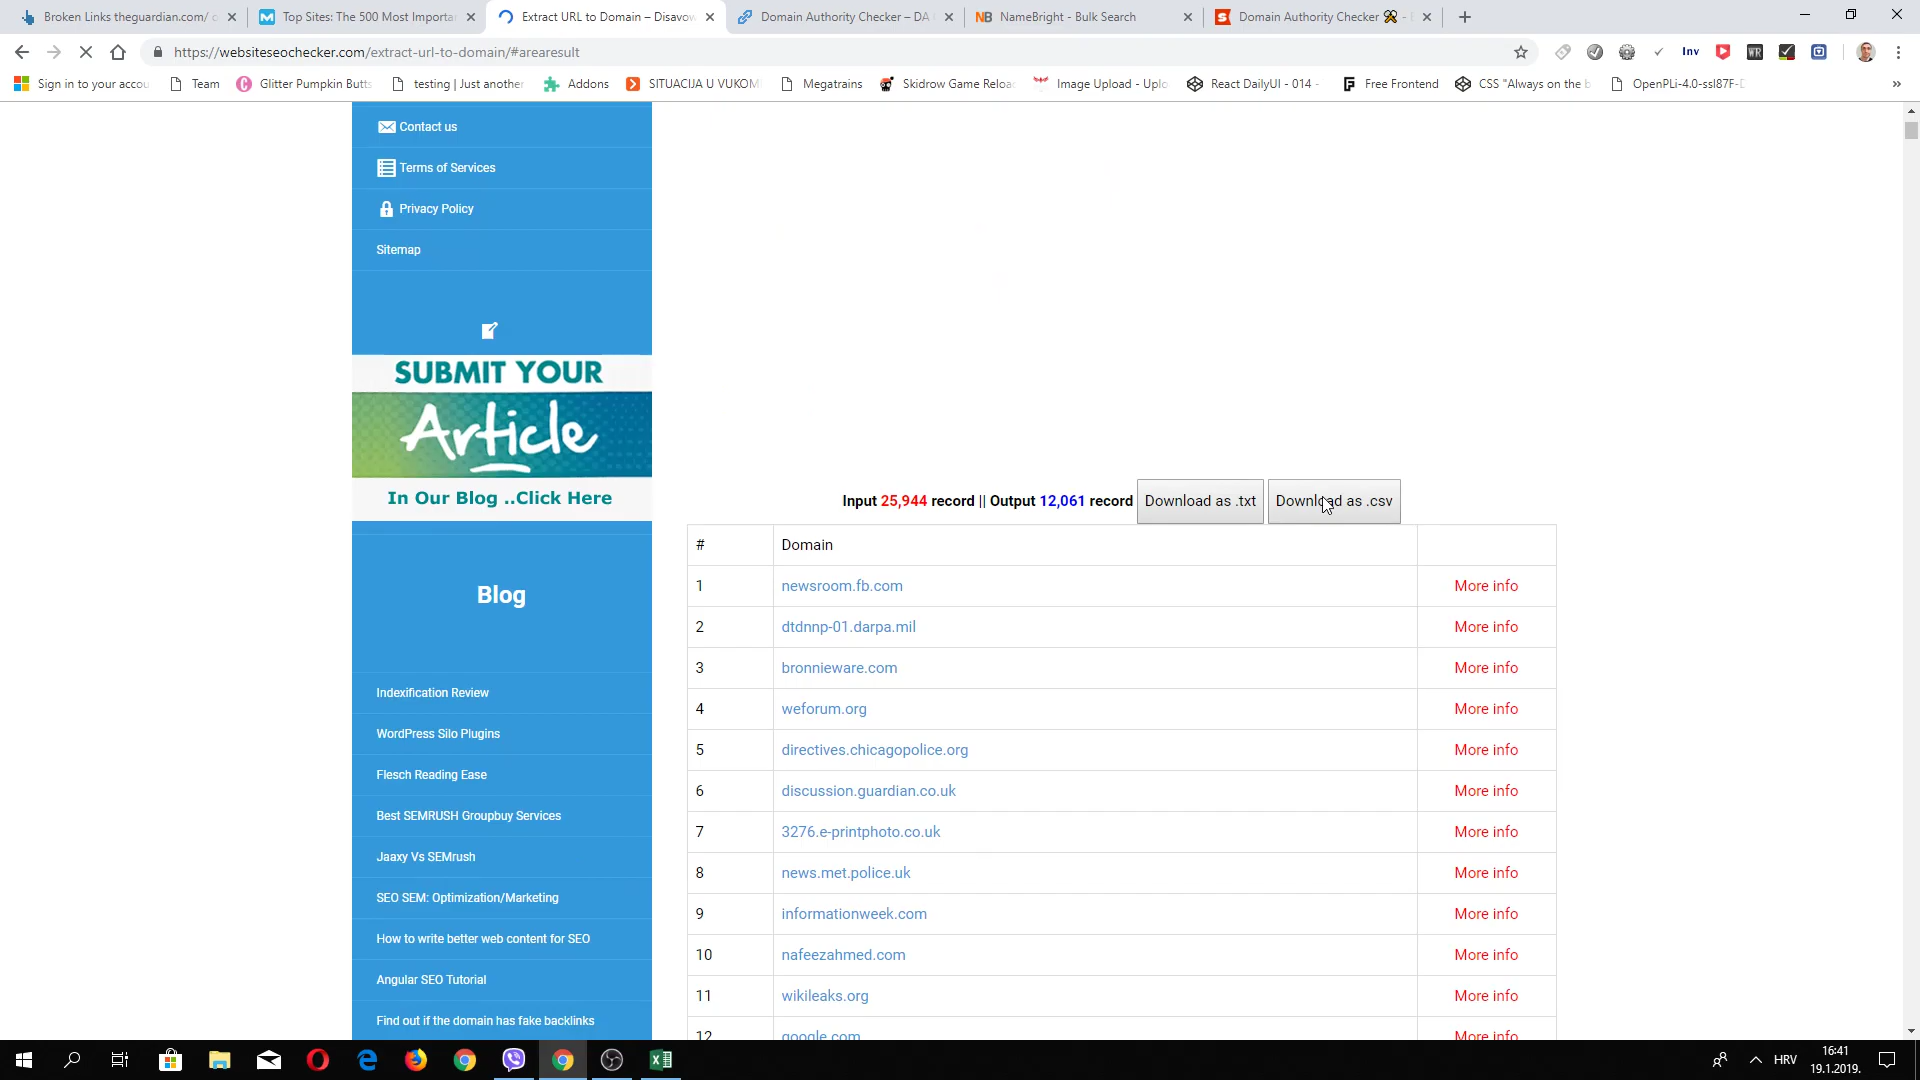 Broken Links theguardian.com/
Top Sites: The 500 Most Importa
Extract URL to Domain – Disavow
Domain Authority Checker – DA
NB NameBright - Bulk Search
Domain Authority Checker
https://websiteseochecker.com/extract-url-to-domain/#arearesult
Inv
WR
Sign in to your accou
Team
Glitter Pumpkin Butts
testing | Just another
Addons
SITUACIJA U VUKOM
Megatrains
Skidrow Game Reloa
Image Upload - Uplo
React DailyUI - 014 -
Free Frontend
CSS "Always on the b
OpenPLi-4.0-ssl87F-D
»
Contact us
Terms of Services
Privacy Policy
Sitemap
SUBMIT YOUR
Article
In Our Blog ..Click Here
Blog
Indexification Review
WordPress Silo Plugins
Flesch Reading Ease
Best SEMRUSH Groupbuy Services
Jaaxy Vs SEMrush
SEO SEM: Optimization/Marketing
How to write better web content for SEO
Angular SEO Tutorial
Find out if the domain has fake backlinks
Input 25,944 record || Output 12,061 record Download as .txt Download as .csv
# Domain
1 newsroom.fb.com More info
2 dtdnnp-01.darpa.mil More info
3 bronnieware.com More info
4 weforum.org More info
5 directives.chicagopolice.org More info
6 discussion.guardian.co.uk More info
7 3276.e-printphoto.co.uk More info
8 news.met.police.uk More info
9 informationweek.com More info
10 nafeezahmed.com More info
11 wikileaks.org More info
12 google.com More info
HRV
16:41
19.1.2019.